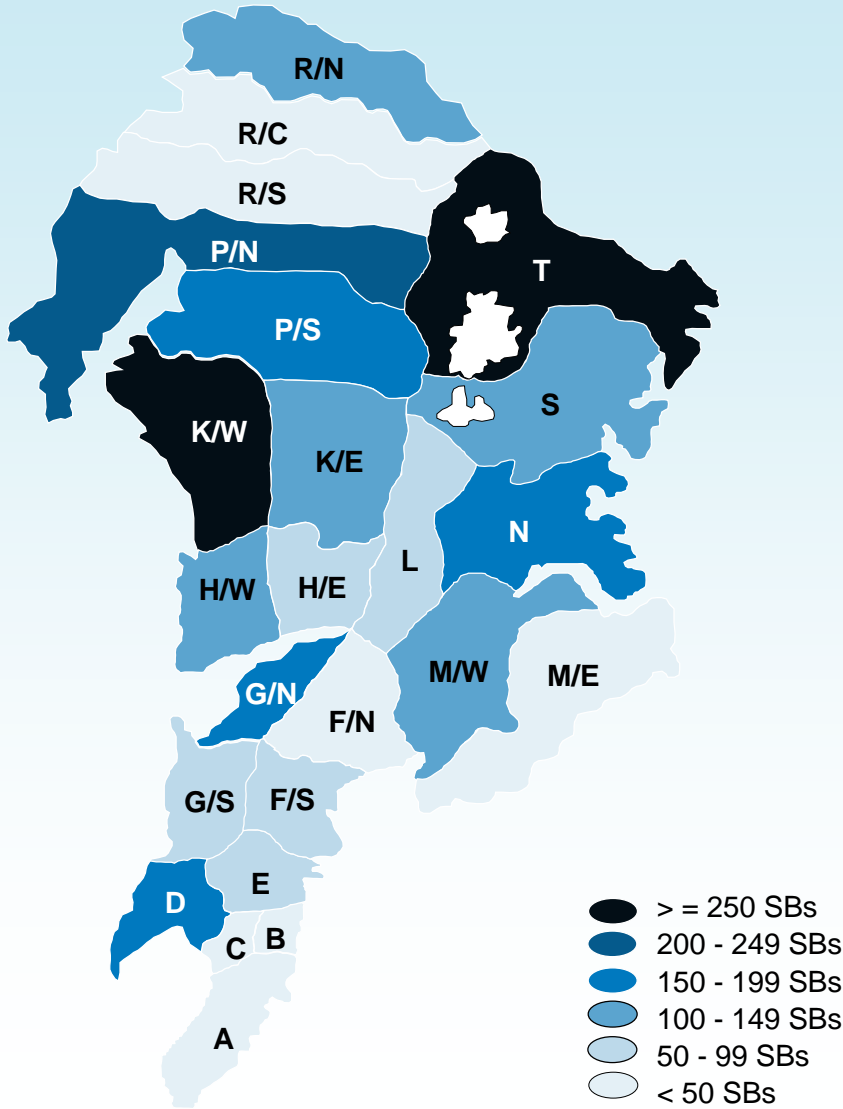 R/N
R/C
R/S
P/N
T
P/S
S
K/W
K/E
N
L
H/W
H/E
M/W
M/E
G/N
F/N
G/S
F/S
E
D
B
C
A
> = 250 SBs
200 - 249 SBs
150 - 199 SBs
100 - 149 SBs
50 - 99 SBs
< 50 SBs